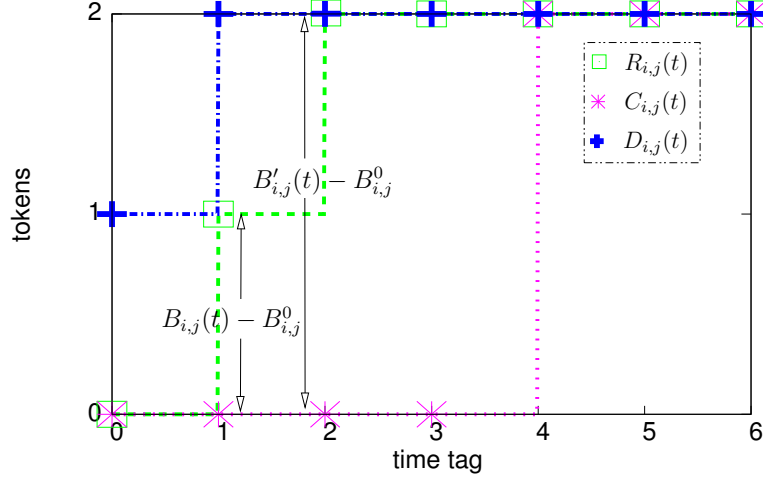 2
R_{i,j}(t)
C_{i,j}(t)
D_{i,j}(t)
B'_{i,j}(t) − B^0_{i,j}
tokens
1
B_{i,j}(t) − B^0_{i,j}
0
0 1 2 3 4 5 6
time tag